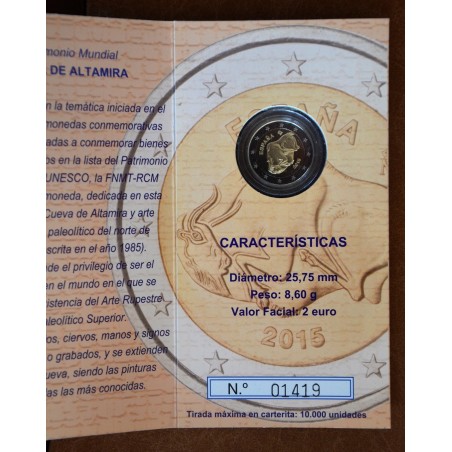 imonio Mundial
DE ALTAMIRA
n la temática iniciada en el
monedas conmemorativas
adas a conmemorar bienes
os en la lista del Patrimonio
UNESCO, la FNMT-RCM
moneda, dedicada en esta
Cueva de Altamira y arte
paleolítico del norte de
scrita en el año 1985).
de el privilegio de ser el
en el mundo en el que se
istencia del Arte Rupestre
aleolítico Superior.
os, ciervos, manos y signos
o grabados, y se extienden
ueva, siendo las pinturas
as las más conocidas.
ESPAÑA
ESPAÑA
CARACTERÍSTICAS
Diámetro: 25,75 mm
Peso: 8,60 g
Valor Facial: 2 euro
2015
N.º 01419
Tirada máxima en carterita: 10.000 unidades